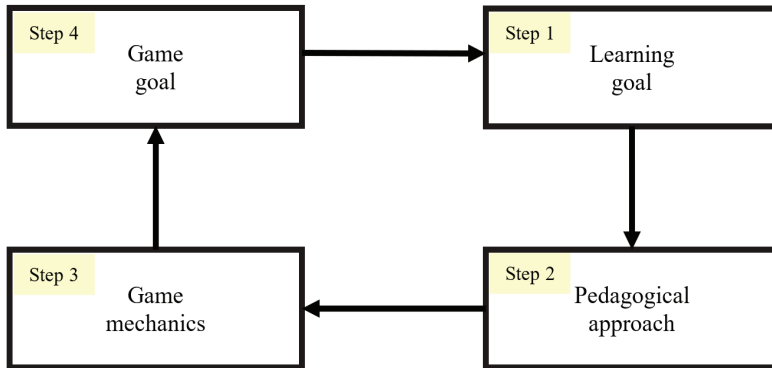 Step 4
Game
goal
Step 1
Learning
goal
Step 3
Game
mechanics
Step 2
Pedagogical
approach